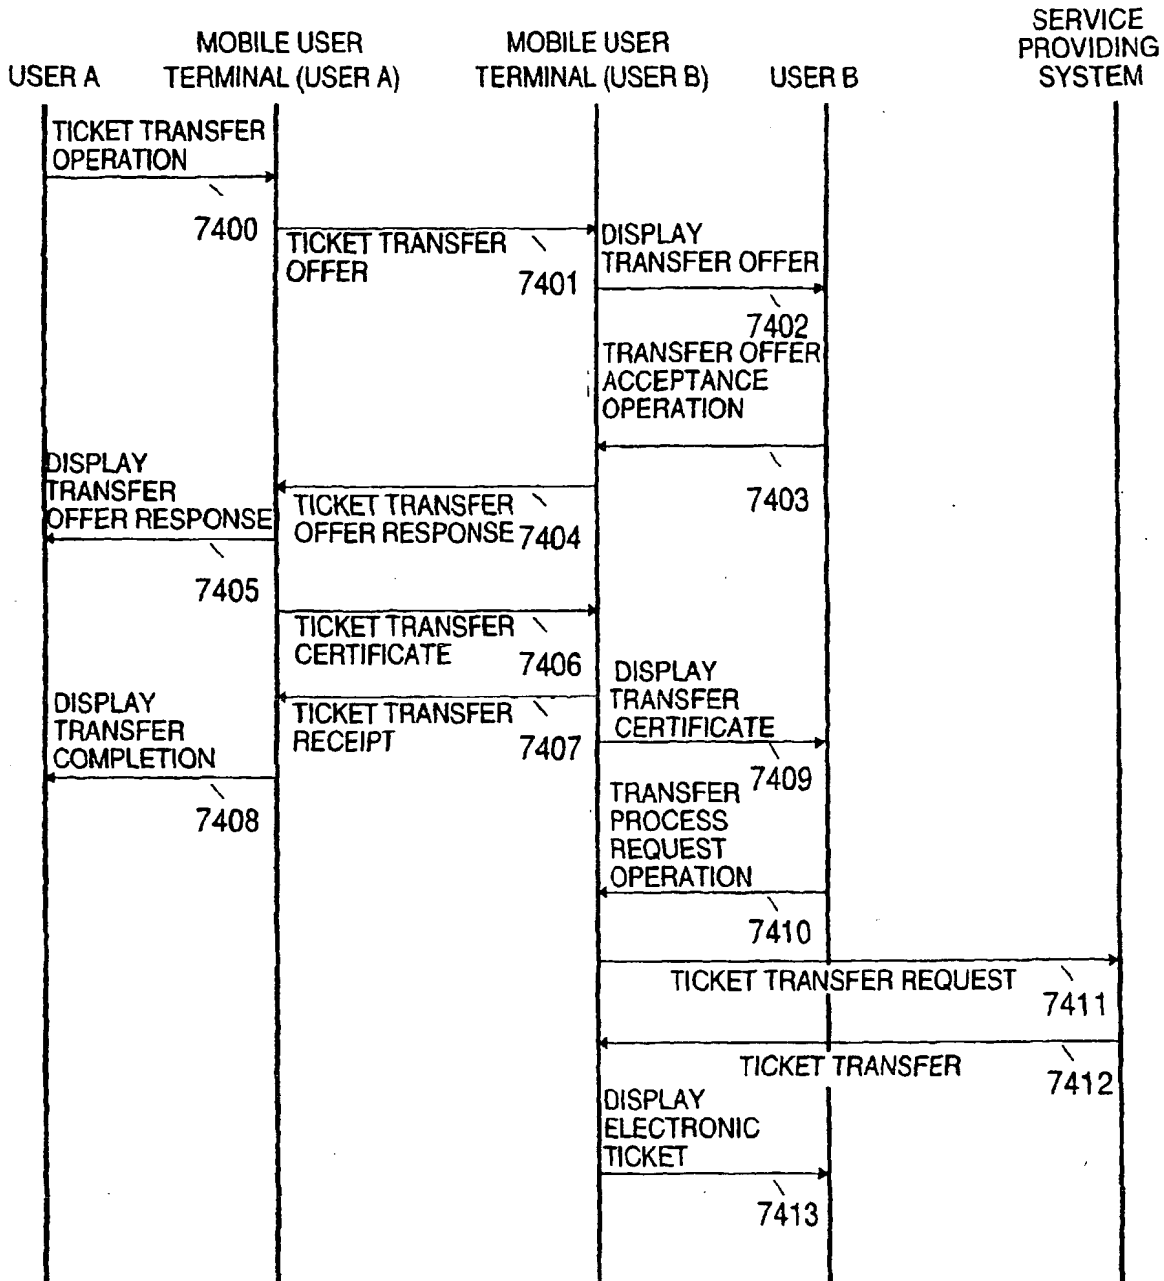 SERVICE
PROVIDING
SYSTEM
MOBILE USER
TERMINAL (USER A)
MOBILE USER
TERMINAL (USER B)
USER A
USER B
TICKET TRANSFER
OPERATION
7400
TICKET TRANSFER
OFFER
7401
DISPLAY
TRANSFER OFFER
7402
TRANSFER OFFER
ACCEPTANCE
OPERATION
7403
TICKET TRANSFER
OFFER RESPONSE
7404
DISPLAY
TRANSFER
OFFER RESPONSE
7405
TICKET TRANSFER
CERTIFICATE
7406
TICKET TRANSFER
RECEIPT
7407
DISPLAY
TRANSFER
COMPLETION
7408
DISPLAY
TRANSFER
CERTIFICATE
7409
TRANSFER
PROCESS
REQUEST
OPERATION
7410
TICKET TRANSFER REQUEST
7411
TICKET TRANSFER
7412
DISPLAY
ELECTRONIC
TICKET
7413